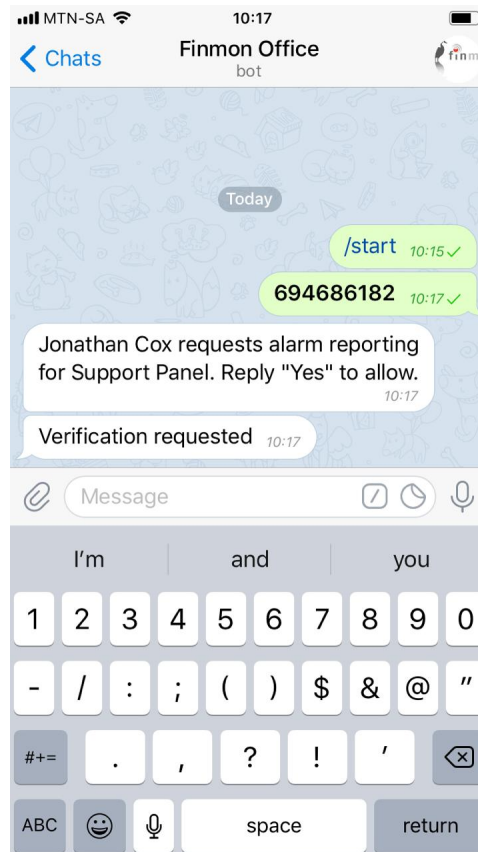 MTN-SA 10:17
Chats Finmon Office
bot
finm
Today
/start 10:15
694686182 10:17
Jonathan Cox requests alarm reporting
for Support Panel. Reply "Yes" to allow.
10:17
Verification requested 10:17
Message
I'm and you
1 2 3 4 5 6 7 8 9 0
- / : ; ( ) $ & @ "
#+= . , ? ! '
ABC space return